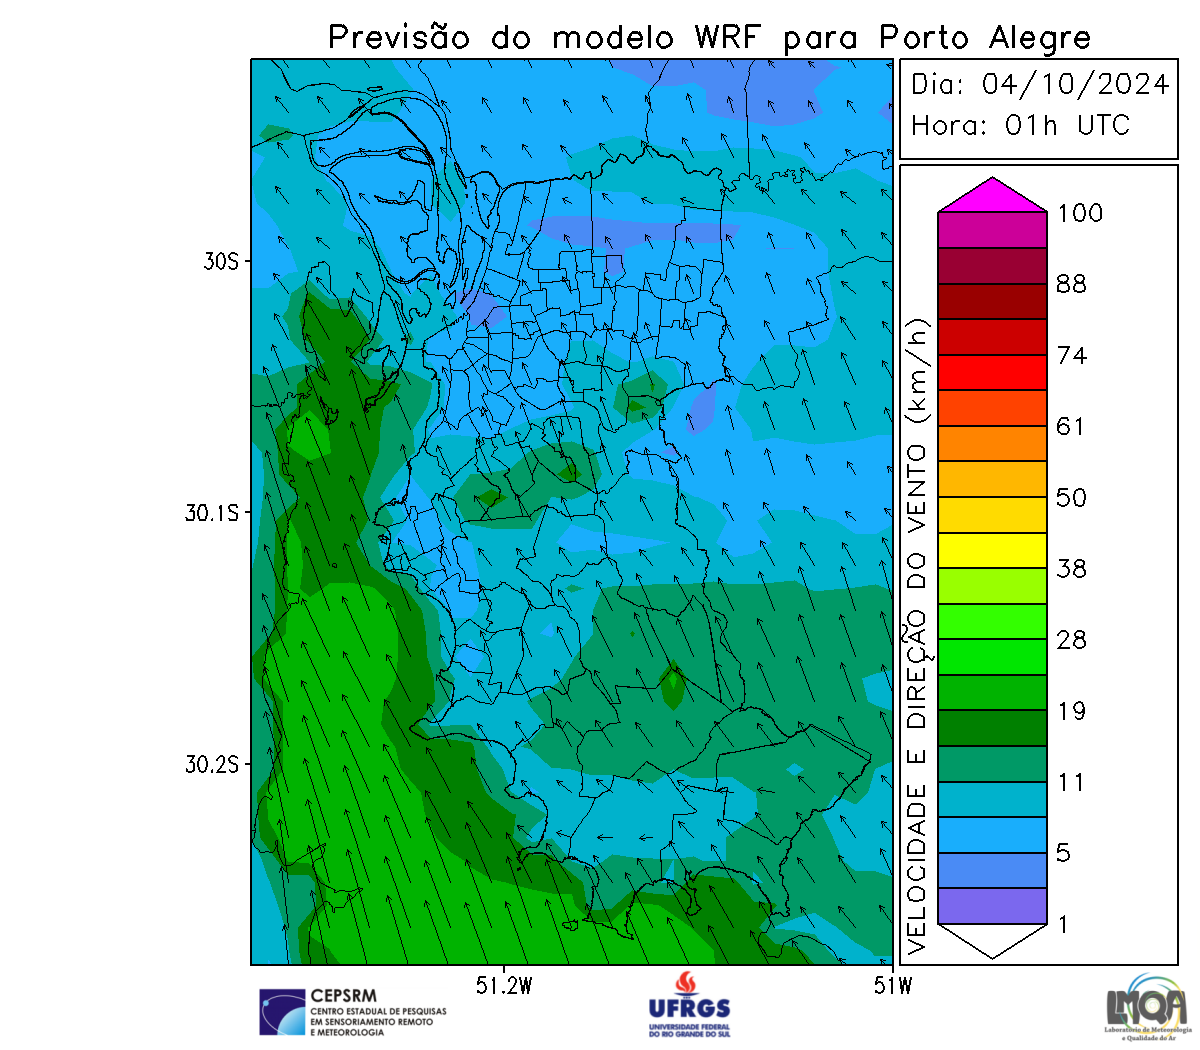 Previsão do modelo WRF para Porto Alegre
Dia: 04/10/2024
Hora: 01h UTC
30S
30.1S
30.2S
51.2W
51W
VELOCIDADE E DIREÇÃO DO VENTO (km/h)
100
88
74
61
50
38
28
19
11
5
1
CEPSRM
CENTRO ESTADUAL DE PESQUISAS
EM SENSORIAMENTO REMOTO
E METEOROLOGIA
UFRGS
UNIVERSIDADE FEDERAL
DO RIO GRANDE DO SUL
LMQA
Laboratório de Meteorologia
e Qualidade do Ar